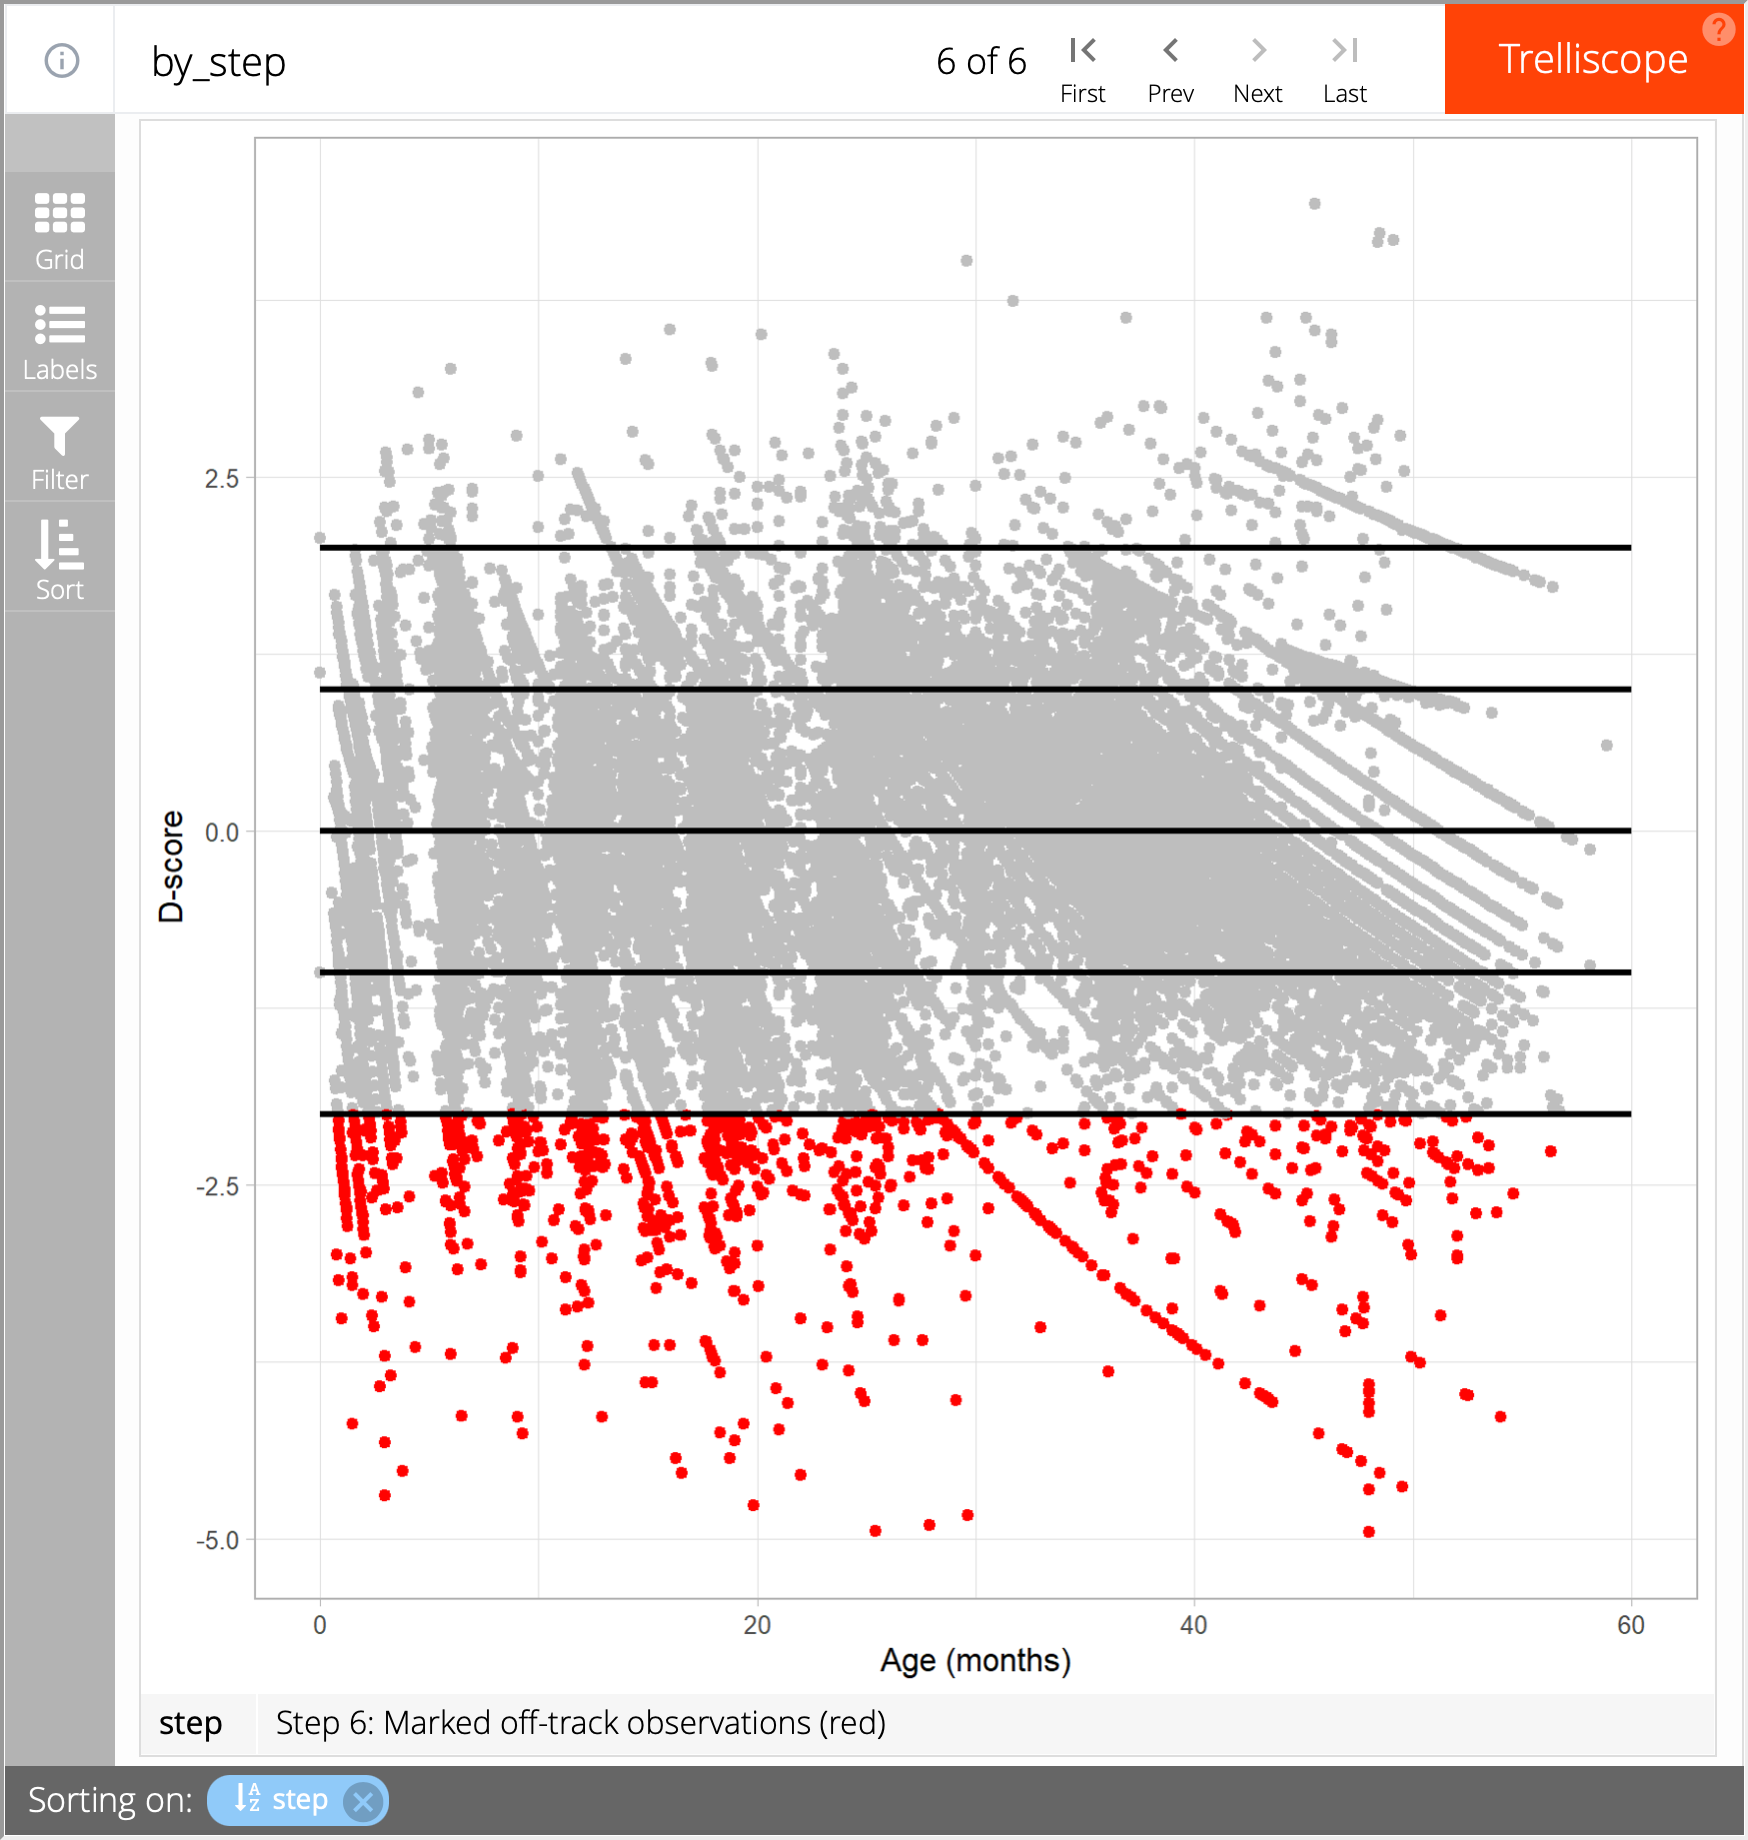 by_step
6 of 6
First
Prev
Next
Last
Trelliscope
?
Grid
Labels
Filter
Sort
2.5
0.0
-2.5
-5.0
D-score
0
20
40
60
Age (months)
step
Step 6: Marked off-track observations (red)
Sorting on:
A
Z
step